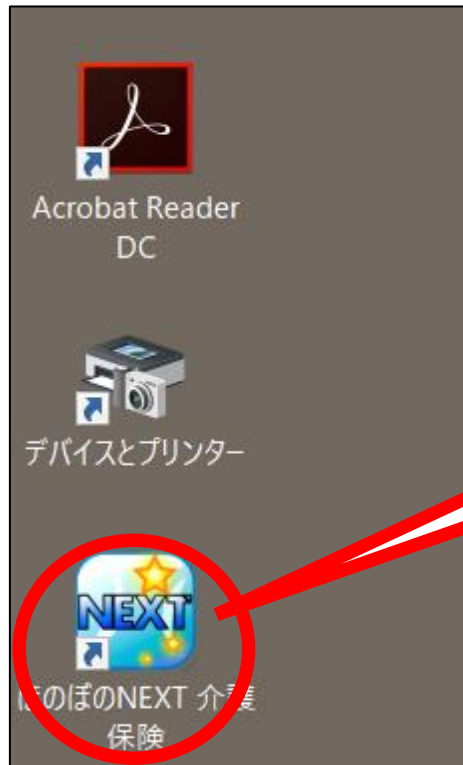 Acrobat Reader
DC
デバイスとプリンター
NEXT
ほのぼのNEXT 介護
保険